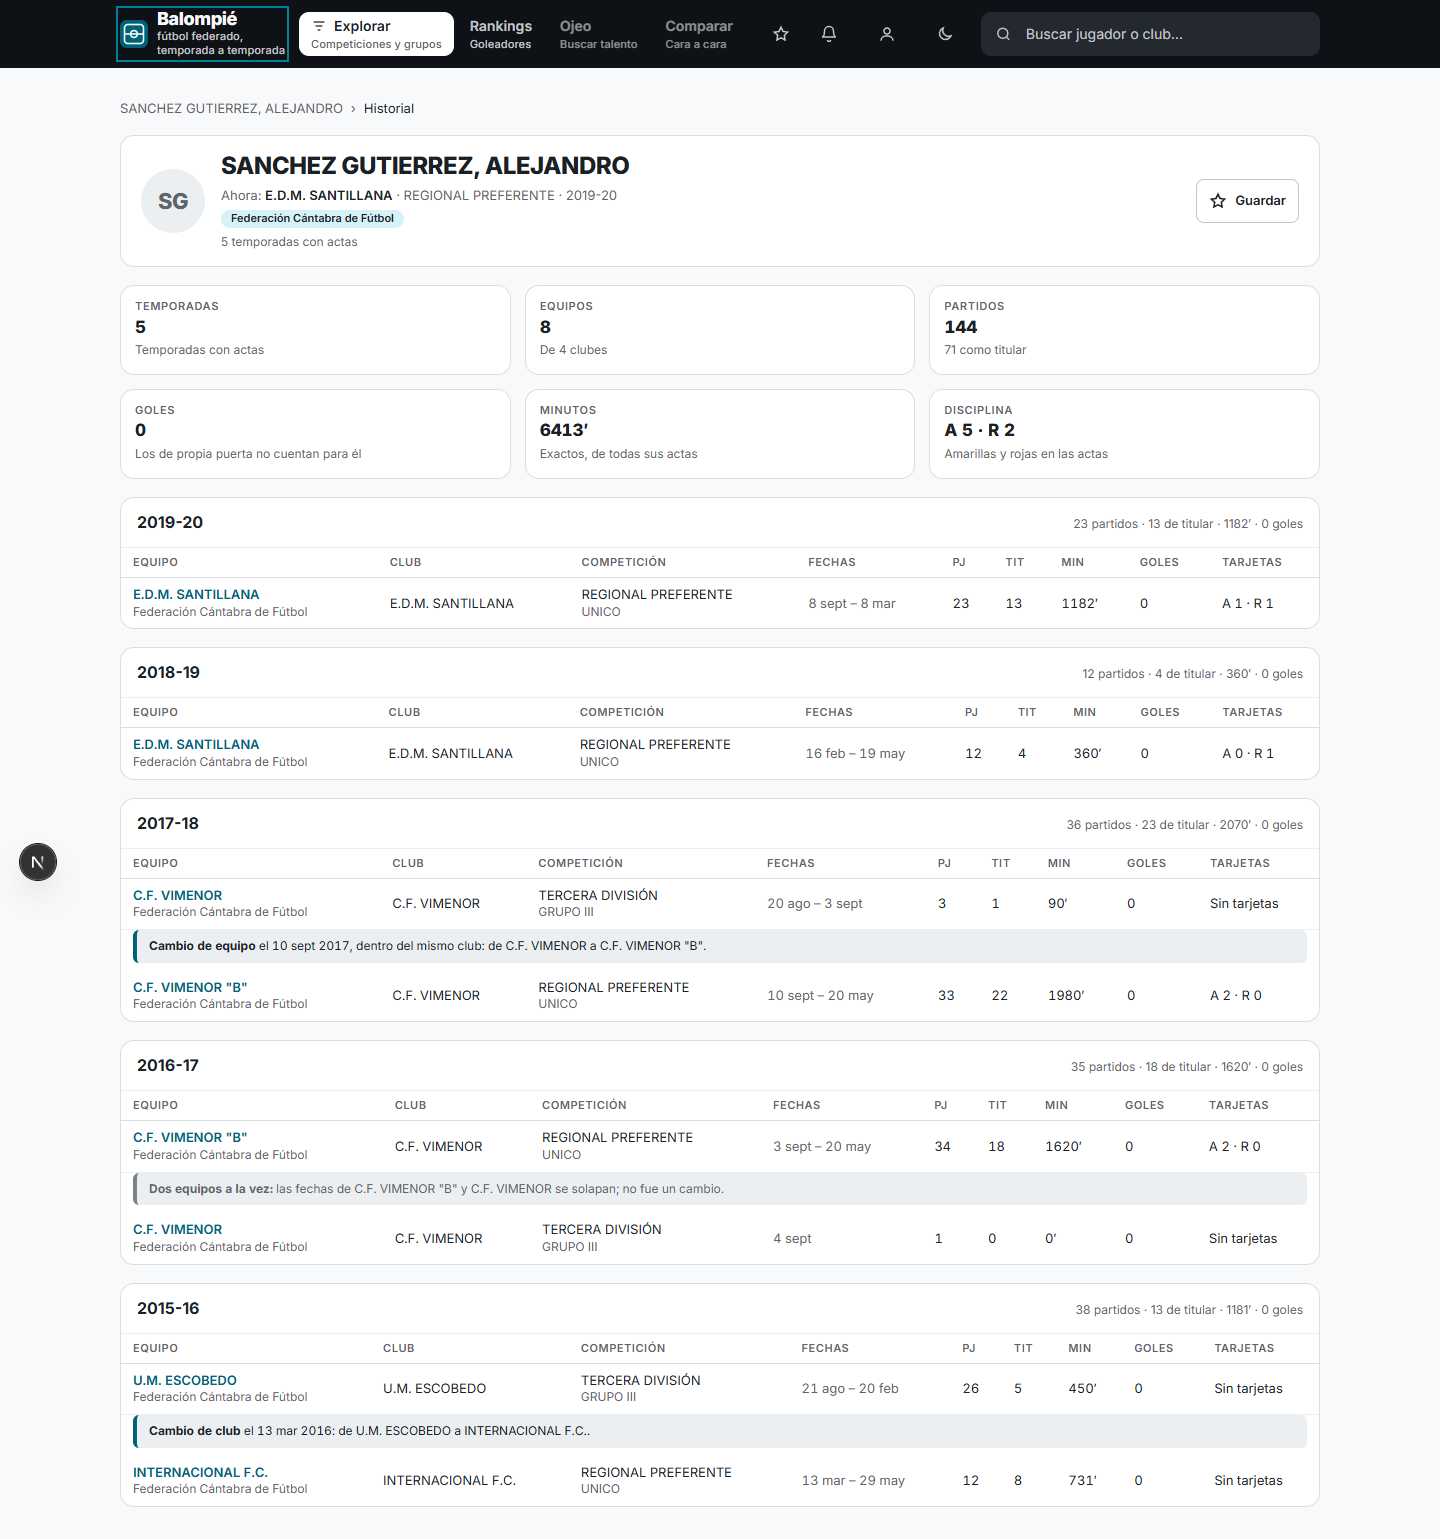 Balompié
fútbol federado,
temporada a temporada
Explorar
Competiciones y grupos
Rankings
Goleadores
Ojeo
Buscar talento
Comparar
Cara a cara
Buscar jugador o club...
SANCHEZ GUTIERREZ, ALEJANDRO › Historial
SG
SANCHEZ GUTIERREZ, ALEJANDRO
Ahora: E.D.M. SANTILLANA · REGIONAL PREFERENTE · 2019-20
Federación Cántabra de Fútbol
5 temporadas con actas
Guardar
TEMPORADAS
5
Temporadas con actas
EQUIPOS
8
De 4 clubes
PARTIDOS
144
71 como titular
GOLES
0
Los de propia puerta no cuentan para él
MINUTOS
6413′
Exactos, de todas sus actas
DISCIPLINA
A 5 · R 2
Amarillas y rojas en las actas
2019-20
23 partidos · 13 de titular · 1182′ · 0 goles
EQUIPO CLUB COMPETICIÓN FECHAS PJ TIT MIN GOLES TARJETAS
E.D.M. SANTILLANA
Federación Cántabra de Fútbol
E.D.M. SANTILLANA
REGIONAL PREFERENTE
UNICO
8 sept – 8 mar 23 13 1182′ 0 A 1 · R 1
2018-19
12 partidos · 4 de titular · 360′ · 0 goles
EQUIPO CLUB COMPETICIÓN FECHAS PJ TIT MIN GOLES TARJETAS
E.D.M. SANTILLANA
Federación Cántabra de Fútbol
E.D.M. SANTILLANA
REGIONAL PREFERENTE
UNICO
16 feb – 19 may 12 4 360′ 0 A 0 · R 1
2017-18
36 partidos · 23 de titular · 2070′ · 0 goles
EQUIPO CLUB COMPETICIÓN FECHAS PJ TIT MIN GOLES TARJETAS
C.F. VIMENOR
Federación Cántabra de Fútbol
C.F. VIMENOR
TERCERA DIVISIÓN
GRUPO III
20 ago – 3 sept 3 1 90′ 0 Sin tarjetas
Cambio de equipo el 10 sept 2017, dentro del mismo club: de C.F. VIMENOR a C.F. VIMENOR "B".
C.F. VIMENOR "B"
Federación Cántabra de Fútbol
C.F. VIMENOR
REGIONAL PREFERENTE
UNICO
10 sept – 20 may 33 22 1980′ 0 A 2 · R 0
2016-17
35 partidos · 18 de titular · 1620′ · 0 goles
EQUIPO CLUB COMPETICIÓN FECHAS PJ TIT MIN GOLES TARJETAS
C.F. VIMENOR "B"
Federación Cántabra de Fútbol
C.F. VIMENOR
REGIONAL PREFERENTE
UNICO
3 sept – 20 may 34 18 1620′ 0 A 2 · R 0
Dos equipos a la vez: las fechas de C.F. VIMENOR "B" y C.F. VIMENOR se solapan; no fue un cambio.
C.F. VIMENOR
Federación Cántabra de Fútbol
C.F. VIMENOR
TERCERA DIVISIÓN
GRUPO III
4 sept 1 0 0′ 0 Sin tarjetas
2015-16
38 partidos · 13 de titular · 1181′ · 0 goles
EQUIPO CLUB COMPETICIÓN FECHAS PJ TIT MIN GOLES TARJETAS
U.M. ESCOBEDO
Federación Cántabra de Fútbol
U.M. ESCOBEDO
TERCERA DIVISIÓN
GRUPO III
21 ago – 20 feb 26 5 450′ 0 Sin tarjetas
Cambio de club el 13 mar 2016: de U.M. ESCOBEDO a INTERNACIONAL F.C..
INTERNACIONAL F.C.
Federación Cántabra de Fútbol
INTERNACIONAL F.C.
REGIONAL PREFERENTE
UNICO
13 mar – 29 may 12 8 731′ 0 Sin tarjetas
N